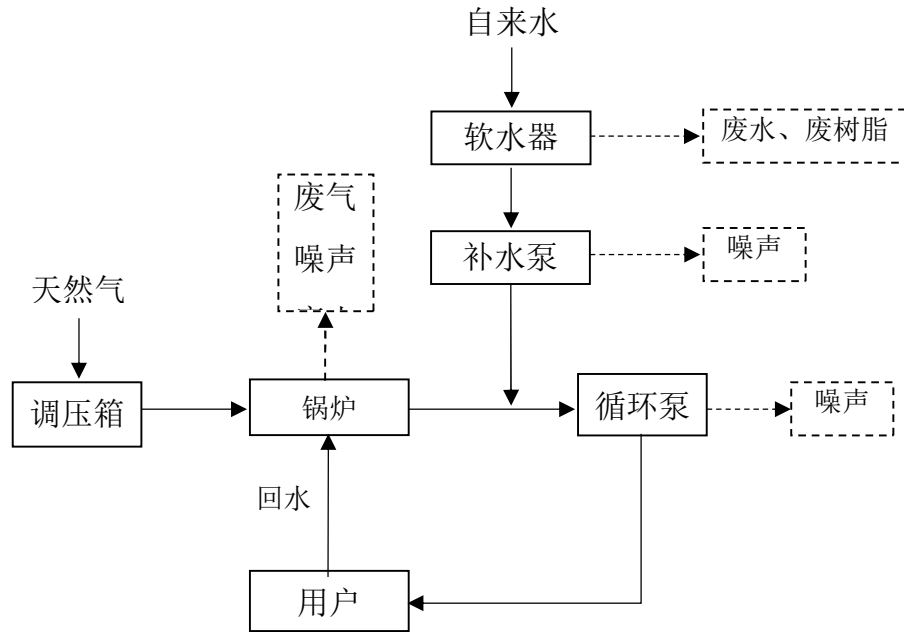 自来水
软水器
废水、废树脂
废气
噪声
补水泵
噪声
天然气
调压箱
锅炉
循环泵
噪声
回水
用户